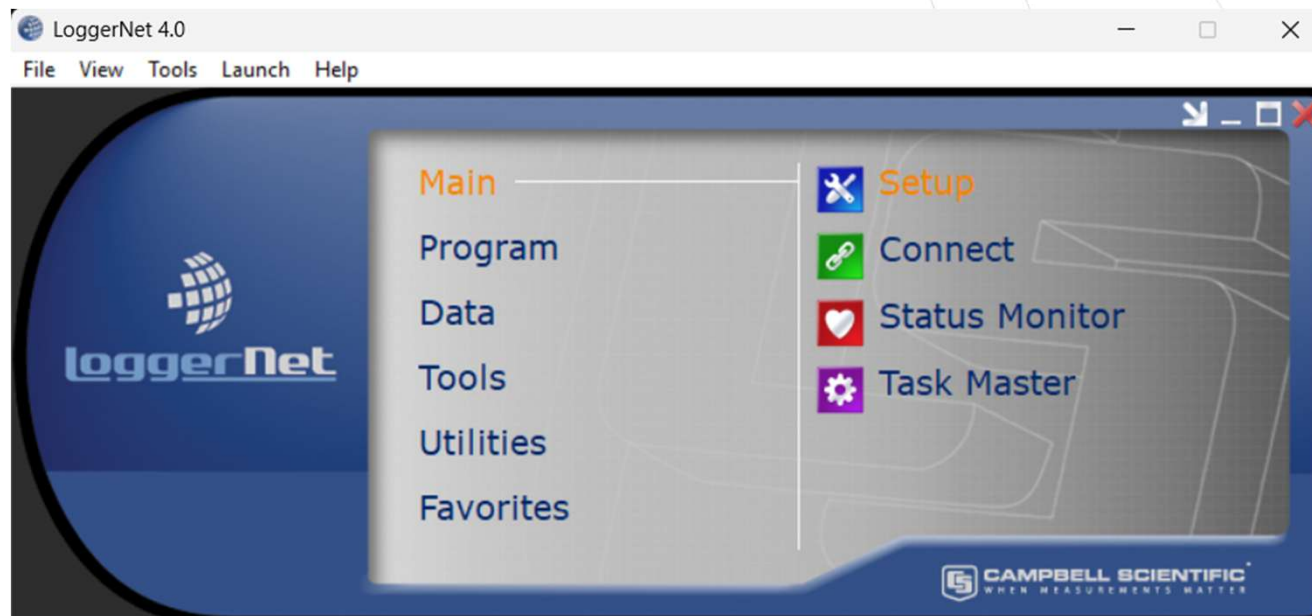 LoggerNet 4.0
File View Tools Launch Help
Main
Program
Data
Tools
Utilities
Favorites
Setup
Connect
Status Monitor
Task Master
LoggerNet
CAMPBELL SCIENTIFIC
WHEN MEASUREMENTS MATTER